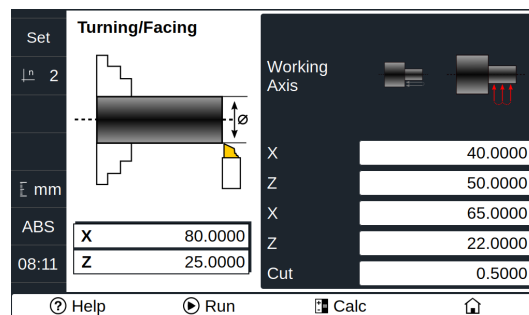 Set
n 2
mm
ABS
08:11
Turning/Facing
⌀
X 80.0000
Z 25.0000
Working
Axis
X 40.0000
Z 50.0000
X 65.0000
Z 22.0000
Cut 0.5000
? Help
Run
Calc